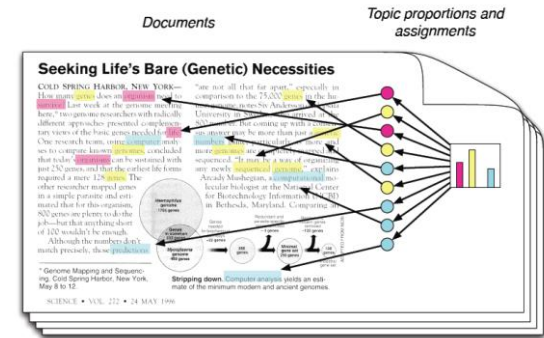 Documents
Topic proportions and
assignments
Seeking Life's Bare (Genetic) Necessities
COLD SPRING HARBOR, NEW YORK—
How many genes does an organism need to
survive? Last week at the genome meeting
here,* two genome researchers with radically
different approaches presented complemen-
tary views of the basic genes needed for life.
One research team, using computer analy-
ses to compare known genomes, concluded
that today's organisms can be sustained with
just 250 genes, and that the earliest life forms
required a mere 128 genes. The
other researcher mapped genes
in a simple parasite and esti-
mated that for this organism,
800 genes are plenty to do the
job—but that anything short
of 100 wouldn't be enough.
Although the numbers don't
match precisely, those predictions
* Genome Mapping and Sequenc-
ing, Cold Spring Harbor, New York,
May 8 to 12.
"are not all that far apart," especially in
comparison to the 75,000 genes in the hu-
man genome, notes Siv Andersson
University in arrived at the
800 But coming up with a
sus answer may be more than just a
numbers particularly as more and
more genomes are mapped and
sequenced. "It may be a way of organizing
any newly sequenced genome," explains
Arcady Mushegian, a computational mo-
lecular biologist at the National Center
for Biotechnology Information (NCBI)
in Bethesda, Maryland. Comparing an
Haemophilus
genome
1703 genes
Genes
in common
Mycoplasma
genome
Stripping down. Computer analysis yields an esti-
mate of the minimum modern and ancient genomes.
SCIENCE • VOL. 272 • 24 MAY 1996